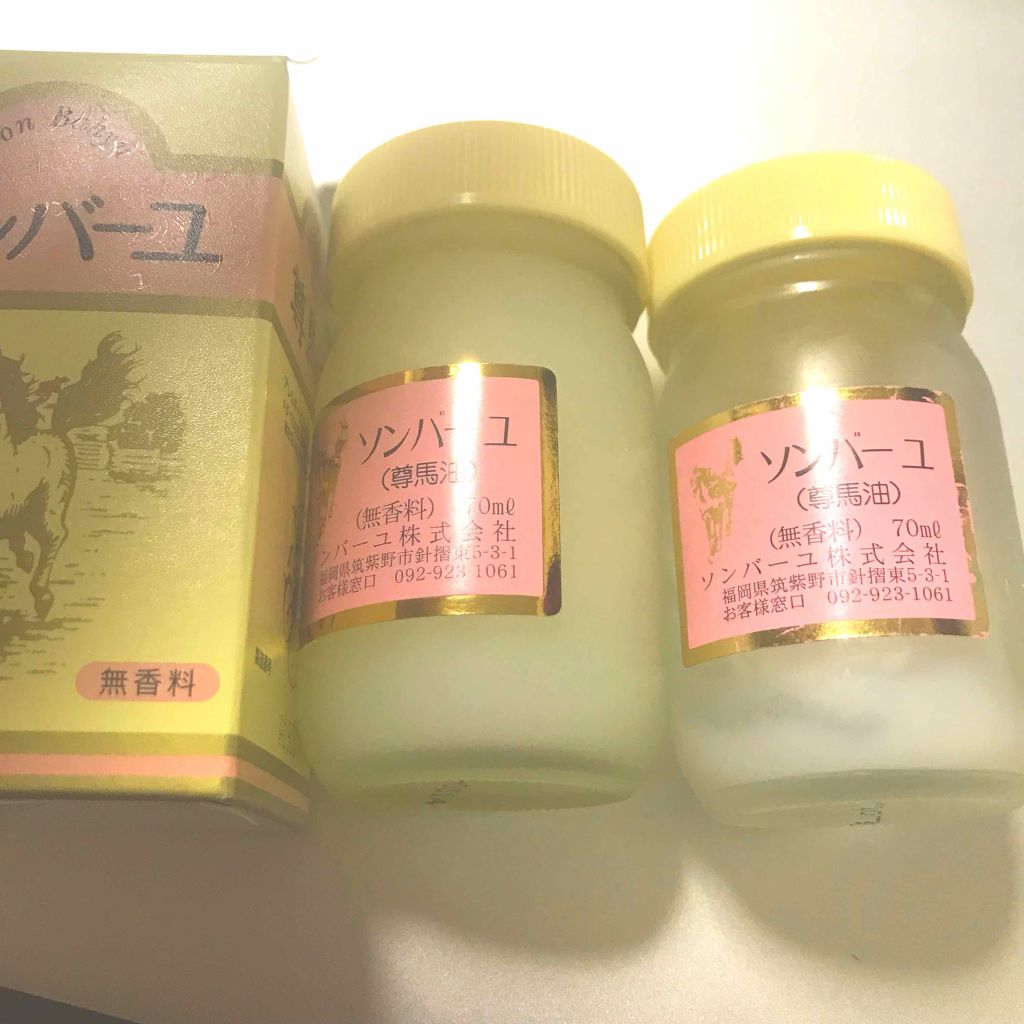 on Bahyu
ンバーユ
無香料
ソンバーユ
(尊馬油)
(無香料) 70mℓ
ンバーユ株式会社
福岡県筑紫野市針摺東5-3-1
お客様窓口 092-923-1061
ソンバーユ
(尊馬油)
(無香料) 70mℓ
ソンバーユ株式会社
福岡県筑紫野市針摺東5-3-1
お客様窓口 092-923-1061